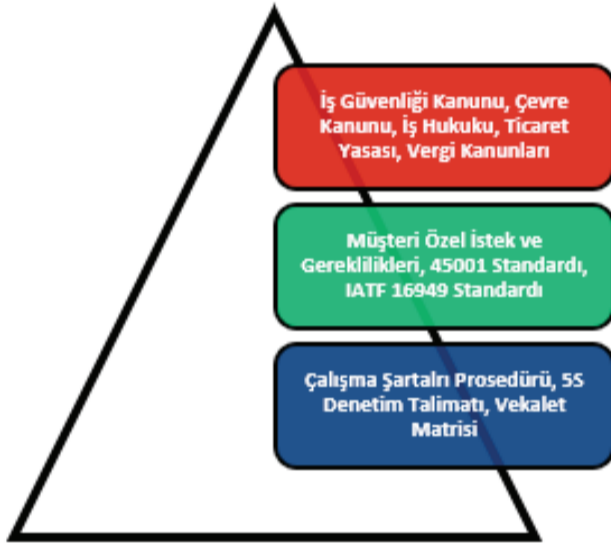 İş Güvenliği Kanunu, Çevre
Kanunu, İş Hukuku, Ticaret
Yasası, Vergi Kanunları
Müşteri Özel İstek ve
Gereklilikleri, 45001 Standardı,
IATF 16949 Standardı
Çalışma Şartalrı Prosedürü, 5S
Denetim Talimatı, Vekalet
Matrisi